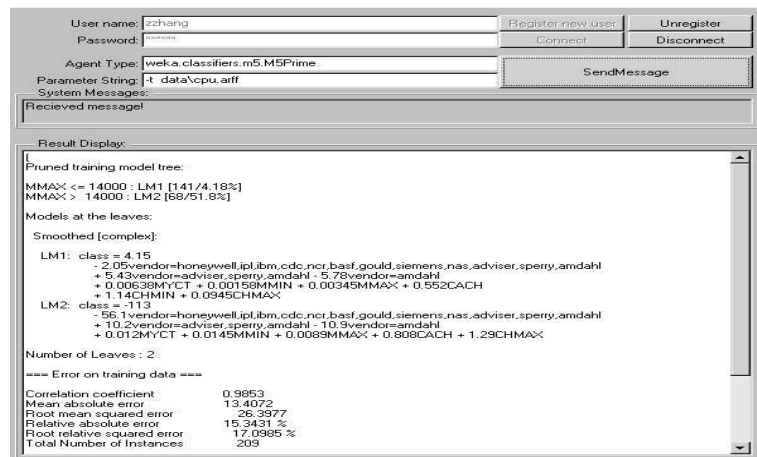 User name: zzhang Register new user Unregister
Password: ****** Connect Disconnect
Agent Type: weka.classifiers.m5.M5Prime
SendMessage
Parameter String: -t data\cpu.arff
System Messages:
Recieved message!
Result Display:
{
Pruned training model tree:
MMAX <= 14000 : LM1 [141/4.18%]
MMAX > 14000 : LM2 [68/51.8%]
Models at the leaves:
Smoothed [complex]:
LM1: class = 4.15
- 2.05vendor=honeywell,ipl,ibm,cdc,ncr,basf,gould,siemens,nas,adviser,sperry,amdahl
+ 5.43vendor=adviser,sperry,amdahl - 5.78vendor=amdahl
+ 0.00638MYCT + 0.00158MMIN + 0.00345MMAX + 0.552CACH
+ 1.14CHMIN + 0.0945CHMAX
LM2: class = -113
- 56.1vendor=honeywell,ipl,ibm,cdc,ncr,basf,gould,siemens,nas,adviser,sperry,amdahl
+ 10.2vendor=adviser,sperry,amdahl - 10.9vendor=amdahl
+ 0.012MYCT + 0.0145MMIN + 0.0089MMAX + 0.808CACH + 1.29CHMAX
Number of Leaves : 2
=== Error on training data ===
Correlation coefficient 0.9853
Mean absolute error 13.4072
Root mean squared error 26.3977
Relative absolute error 15.3431 %
Root relative squared error 17.0985 %
Total Number of Instances 209